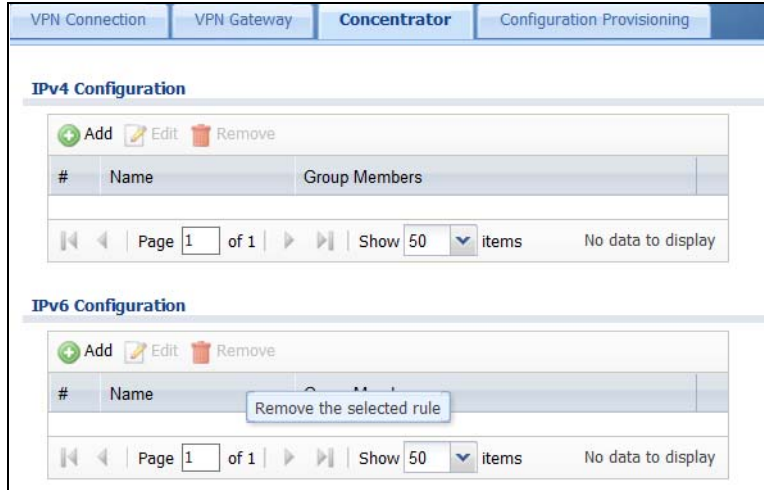 VPN Connection VPN Gateway Concentrator Configuration Provisioning
IPv4 Configuration
Add Edit Remove
# Name Group Members
Page 1 of 1 Show 50 items No data to display
IPv6 Configuration
Add Edit Remove
# Name
Remove the selected rule
Page 1 of 1 Show 50 items No data to display